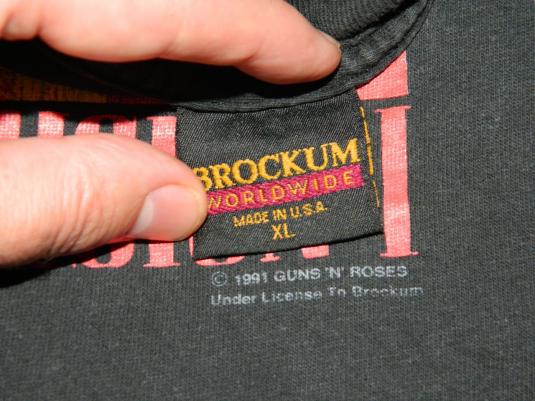 BROCKUM
WORLDWIDE
MADE IN U.S.A.
XL
© 1991 GUNS 'N' ROSES
Under License To Brockum